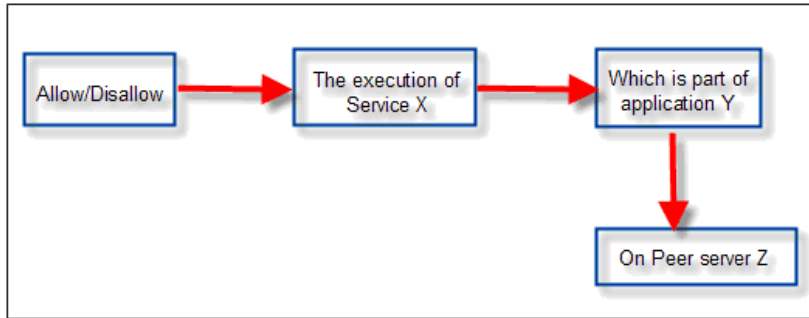 Allow/Disallow
The execution of
Service X
Which is part of
application Y
On Peer server Z